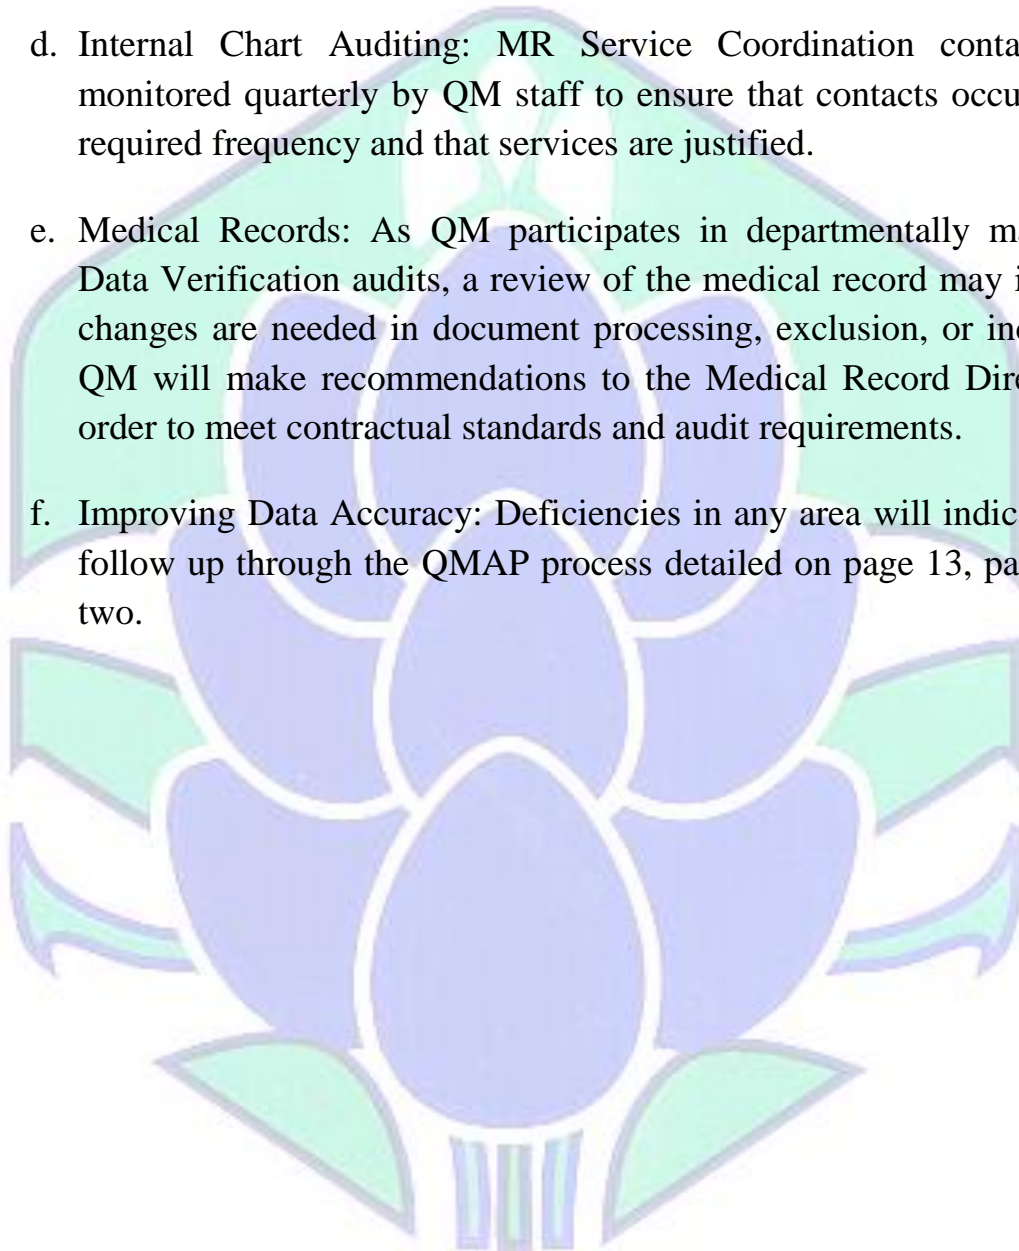 d. Internal Chart Auditing: MR Service Coordination conta
monitored quarterly by QM staff to ensure that contacts occu
required frequency and that services are justified.
e. Medical Records: As QM participates in departmentally ma
Data Verification audits, a review of the medical record may i
changes are needed in document processing, exclusion, or inc
QM will make recommendations to the Medical Record Dire
order to meet contractual standards and audit requirements.
f. Improving Data Accuracy: Deficiencies in any area will indic
follow up through the QMAP process detailed on page 13, pa
two.